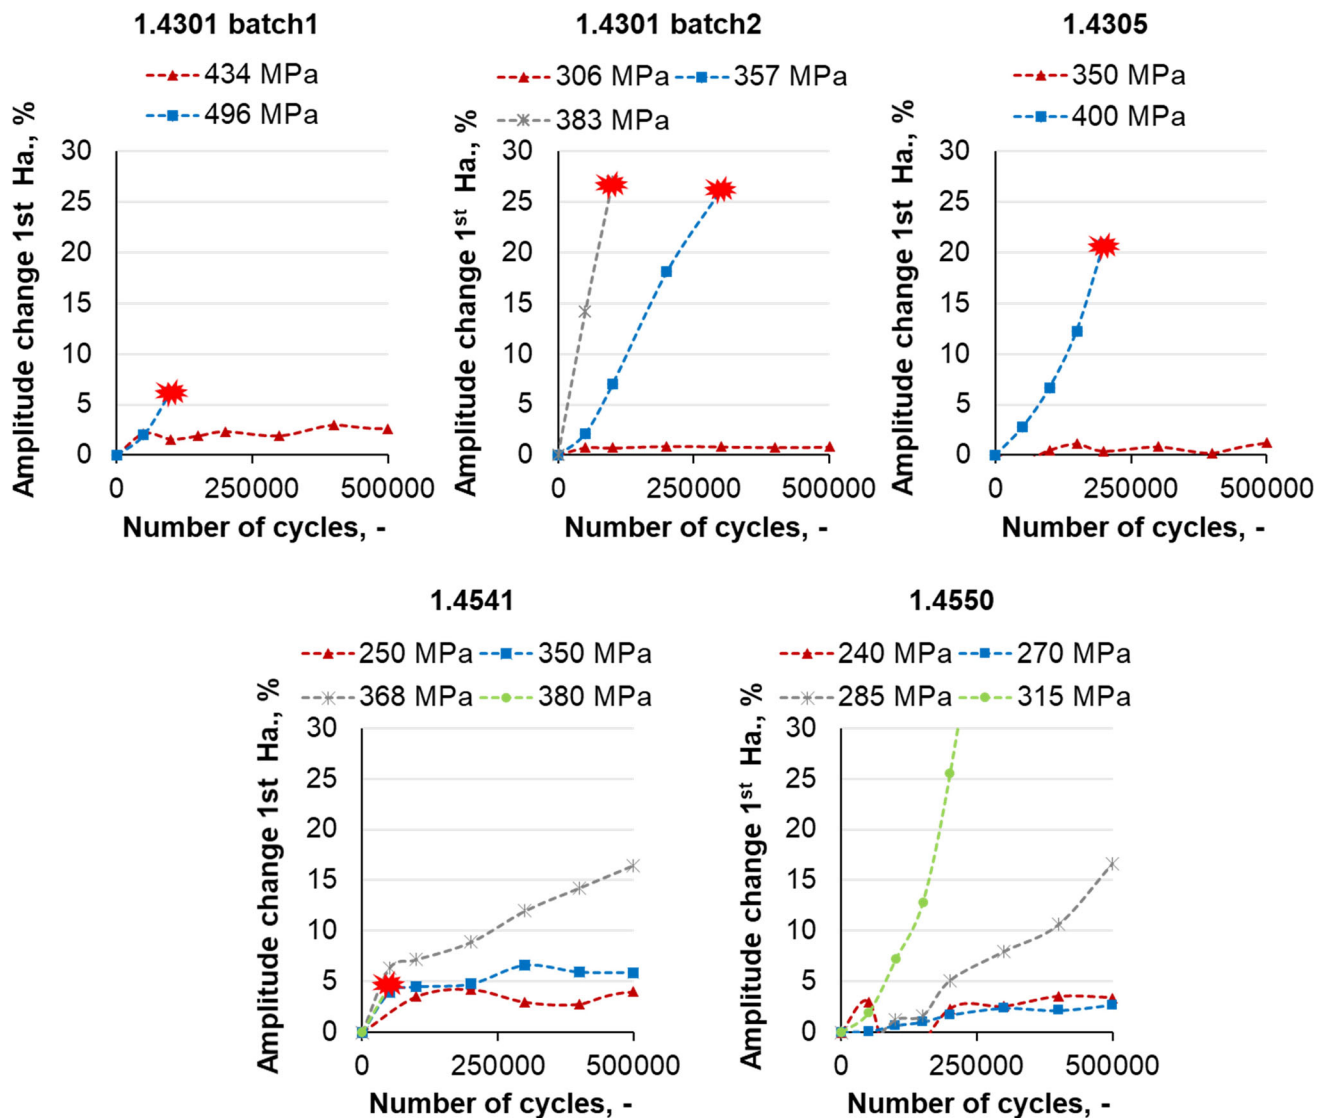 1.4301 batch1
434 MPa
496 MPa
Amplitude change 1st Ha., %
30
25
20
15
10
5
0
0 250000 500000
Number of cycles, -
1.4301 batch2
306 MPa 357 MPa
383 MPa
Amplitude change 1st Ha., %
30
25
20
15
10
5
0
0 250000 500000
Number of cycles, -
1.4305
350 MPa
400 MPa
Amplitude change 1st Ha., %
30
25
20
15
10
5
0
0 250000 500000
Number of cycles, -
1.4541
250 MPa 350 MPa
368 MPa 380 MPa
Amplitude change 1st Ha., %
30
25
20
15
10
5
0
0 250000 500000
Number of cycles, -
1.4550
240 MPa 270 MPa
285 MPa 315 MPa
Amplitude change 1st Ha., %
30
25
20
15
10
5
0
0 250000 500000
Number of cycles, -